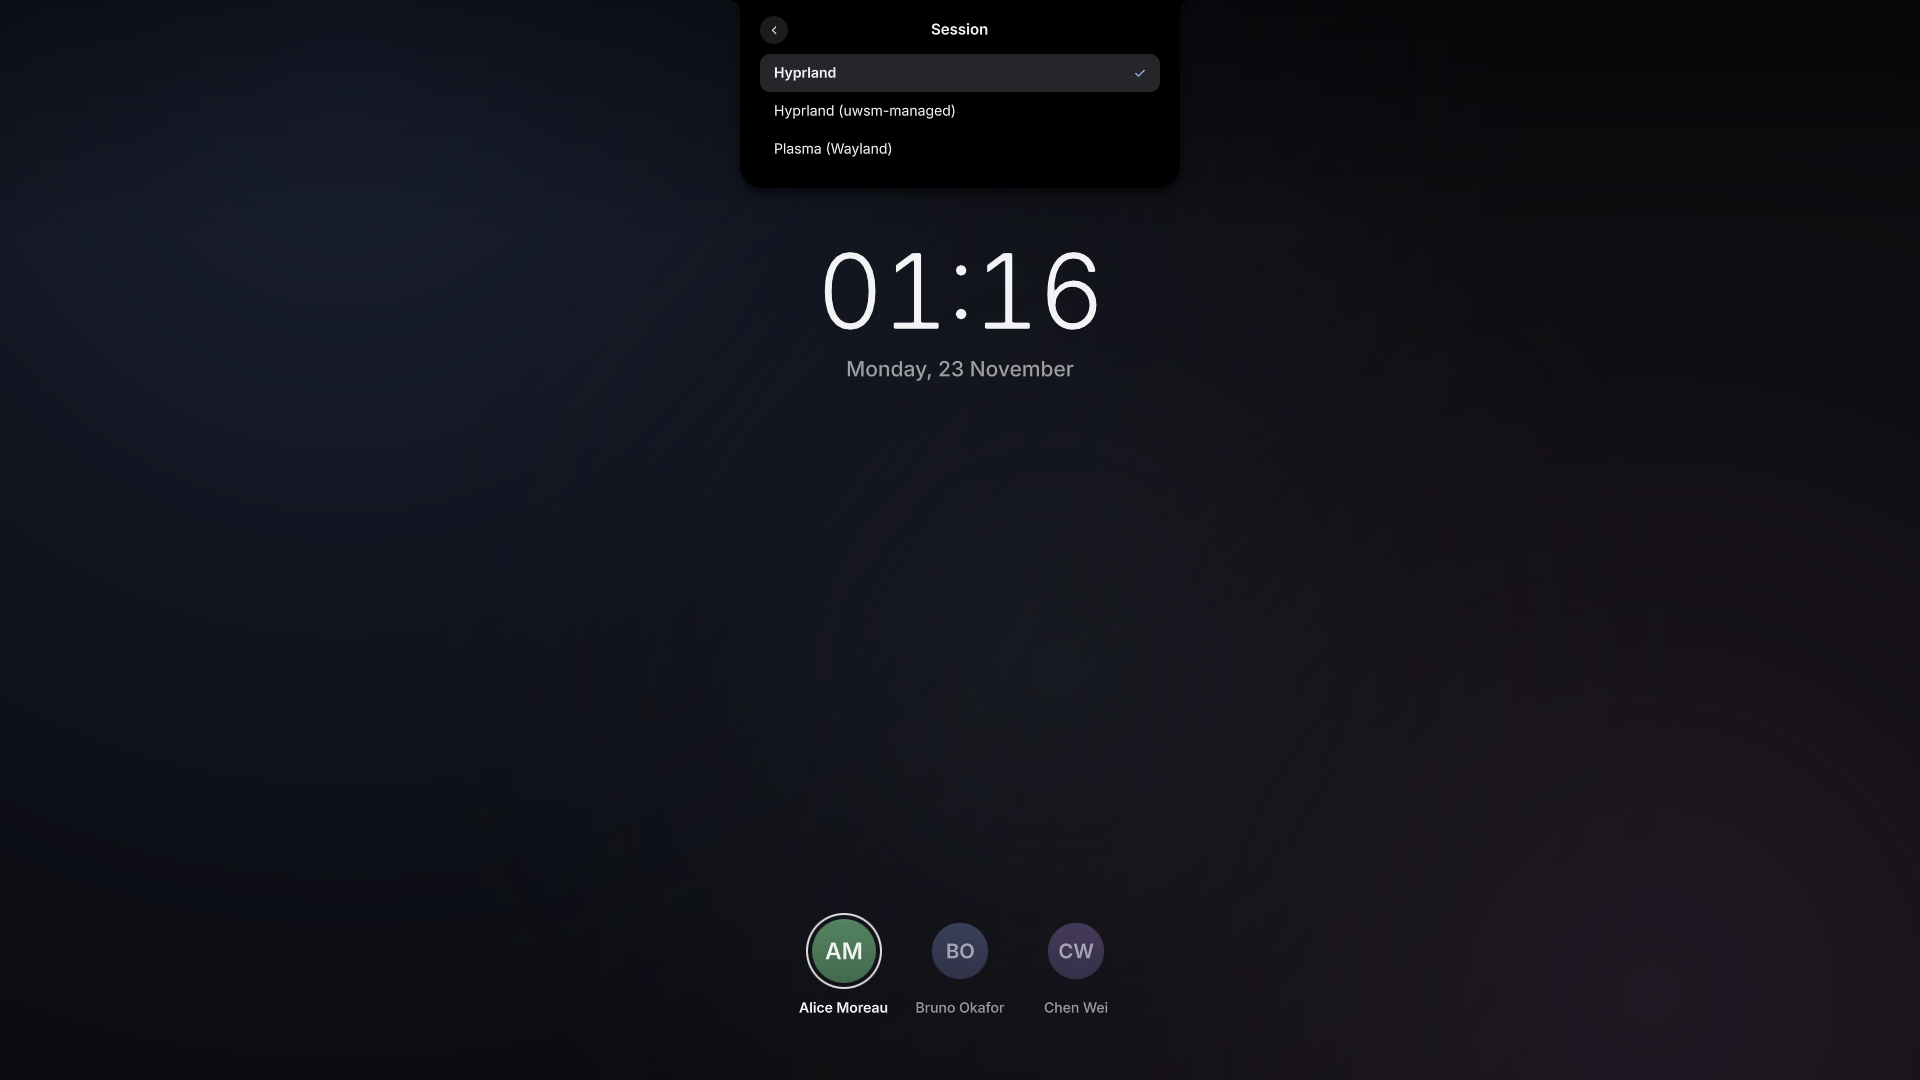 Session
Hyprland
Hyprland (uwsm-managed)
Plasma (Wayland)
01:16
Monday, 23 November
AM
BO
CW
Alice Moreau
Bruno Okafor
Chen Wei